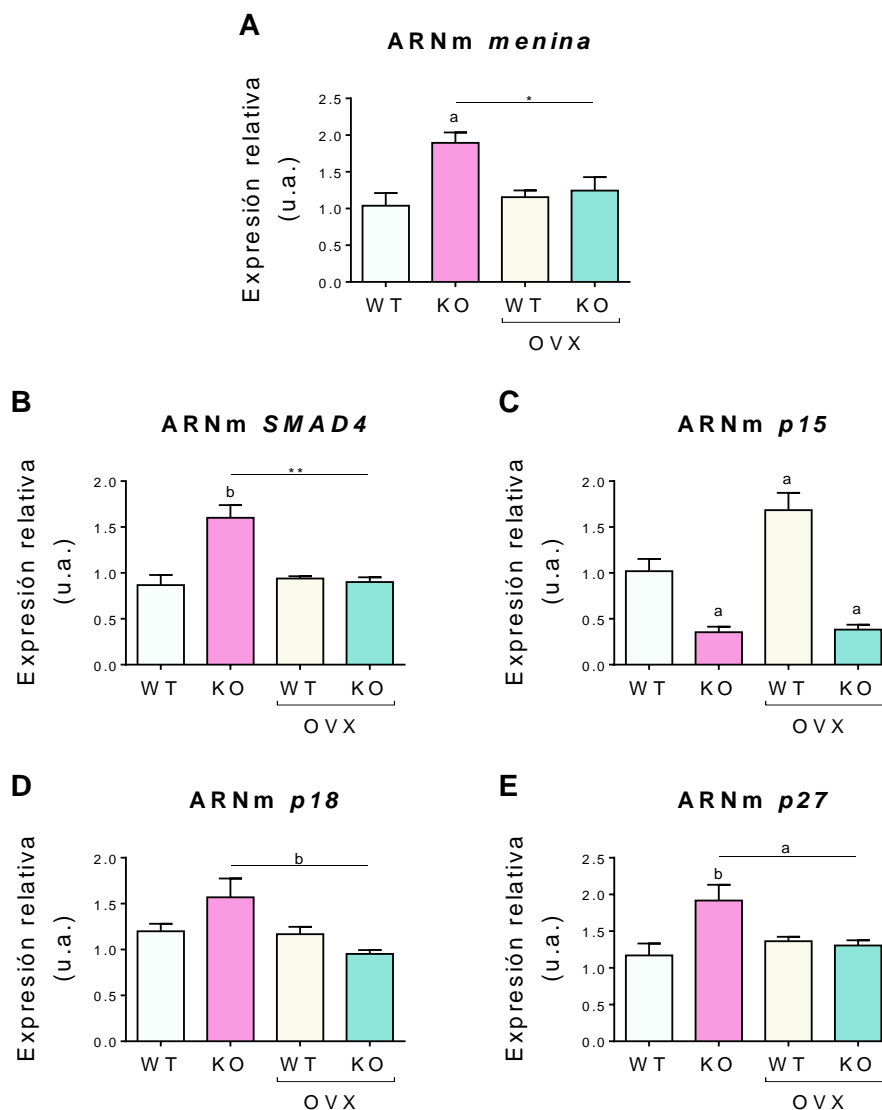 A
ARNm menina
Expresión relativa
(u.a.)
2.5
2.0
1.5
1.0
0.5
0.0
a
*
WT KO WT KO
OVX
B
ARNm SMAD4
Expresión relativa
(u.a.)
2.0
1.5
1.0
0.5
0.0
b
**
WT KO WT KO
OVX
C
ARNm p15
Expresión relativa
(u.a.)
2.0
1.5
1.0
0.5
0.0
a
a
a
WT KO WT KO
OVX
D
ARNm p18
Expresión relativa
(u.a.)
2.0
1.5
1.0
0.5
0.0
b
WT KO WT KO
OVX
E
ARNm p27
Expresión relativa
(u.a.)
2.5
2.0
1.5
1.0
0.5
0.0
b
a
WT KO WT KO
OVX